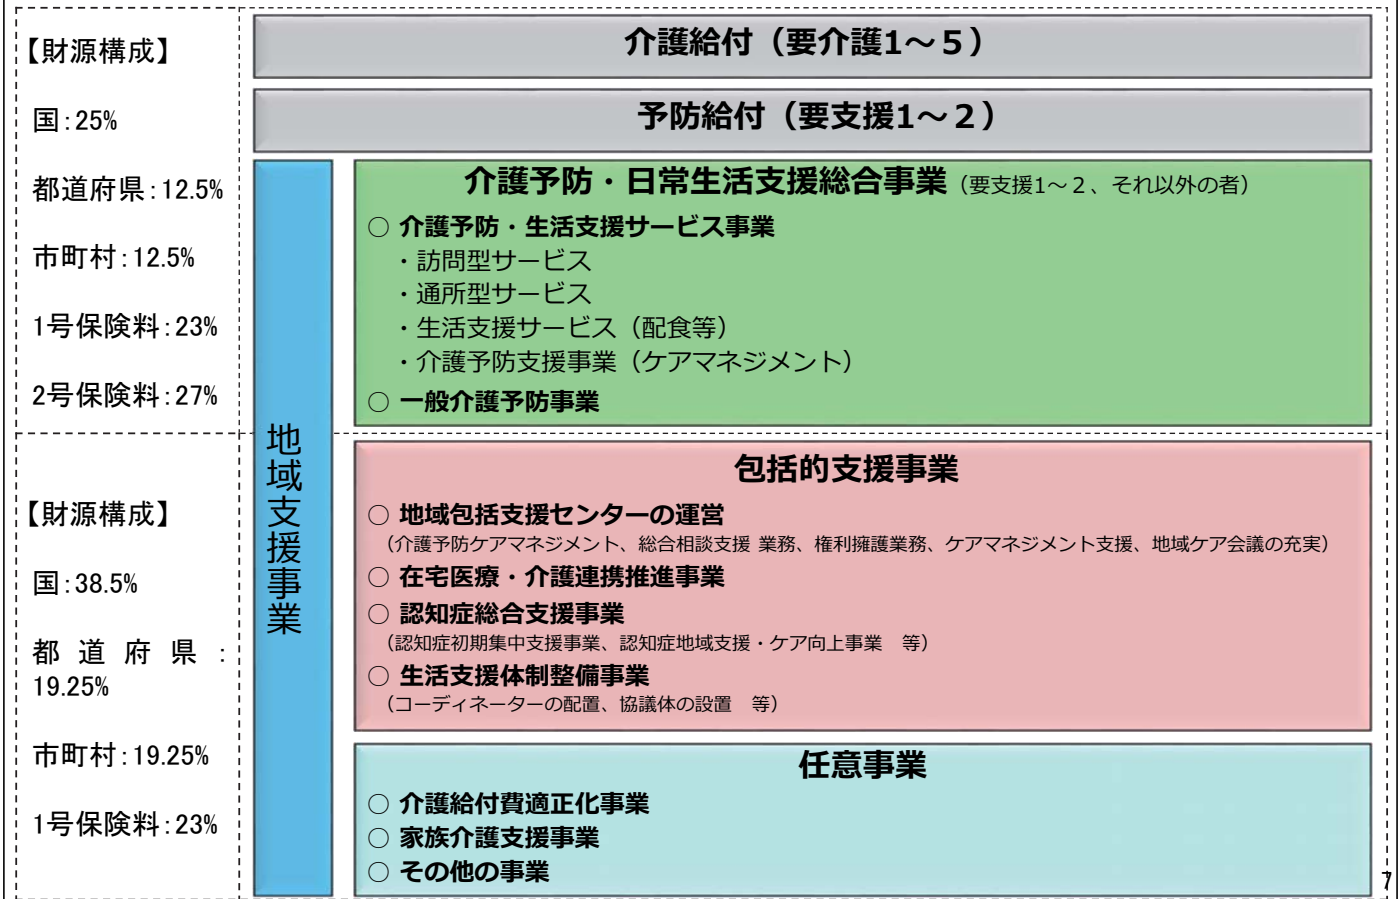 【財源構成】
国:25%
都道府県:12.5%
市町村:12.5%
1号保険料:23%
2号保険料:27%
介護給付（要介護1～５）
予防給付（要支援1～２）
地域支援事業
介護予防・日常生活支援総合事業（要支援1～２、それ以外の者）
○ 介護予防・生活支援サービス事業
・訪問型サービス
・通所型サービス
・生活支援サービス（配食等）
・介護予防支援事業（ケアマネジメント）
○ 一般介護予防事業
【財源構成】
国:38.5%
都道府県:
19.25%
市町村:19.25%
1号保険料:23%
包括的支援事業
○ 地域包括支援センターの運営
（介護予防ケアマネジメント、総合相談支援 業務、権利擁護業務、ケアマネジメント支援、地域ケア会議の充実）
○ 在宅医療・介護連携推進事業
○ 認知症総合支援事業
（認知症初期集中支援事業、認知症地域支援・ケア向上事業　等）
○ 生活支援体制整備事業
（コーディネーターの配置、協議体の設置　等）
任意事業
○ 介護給付費適正化事業
○ 家族介護支援事業
○ その他の事業
7